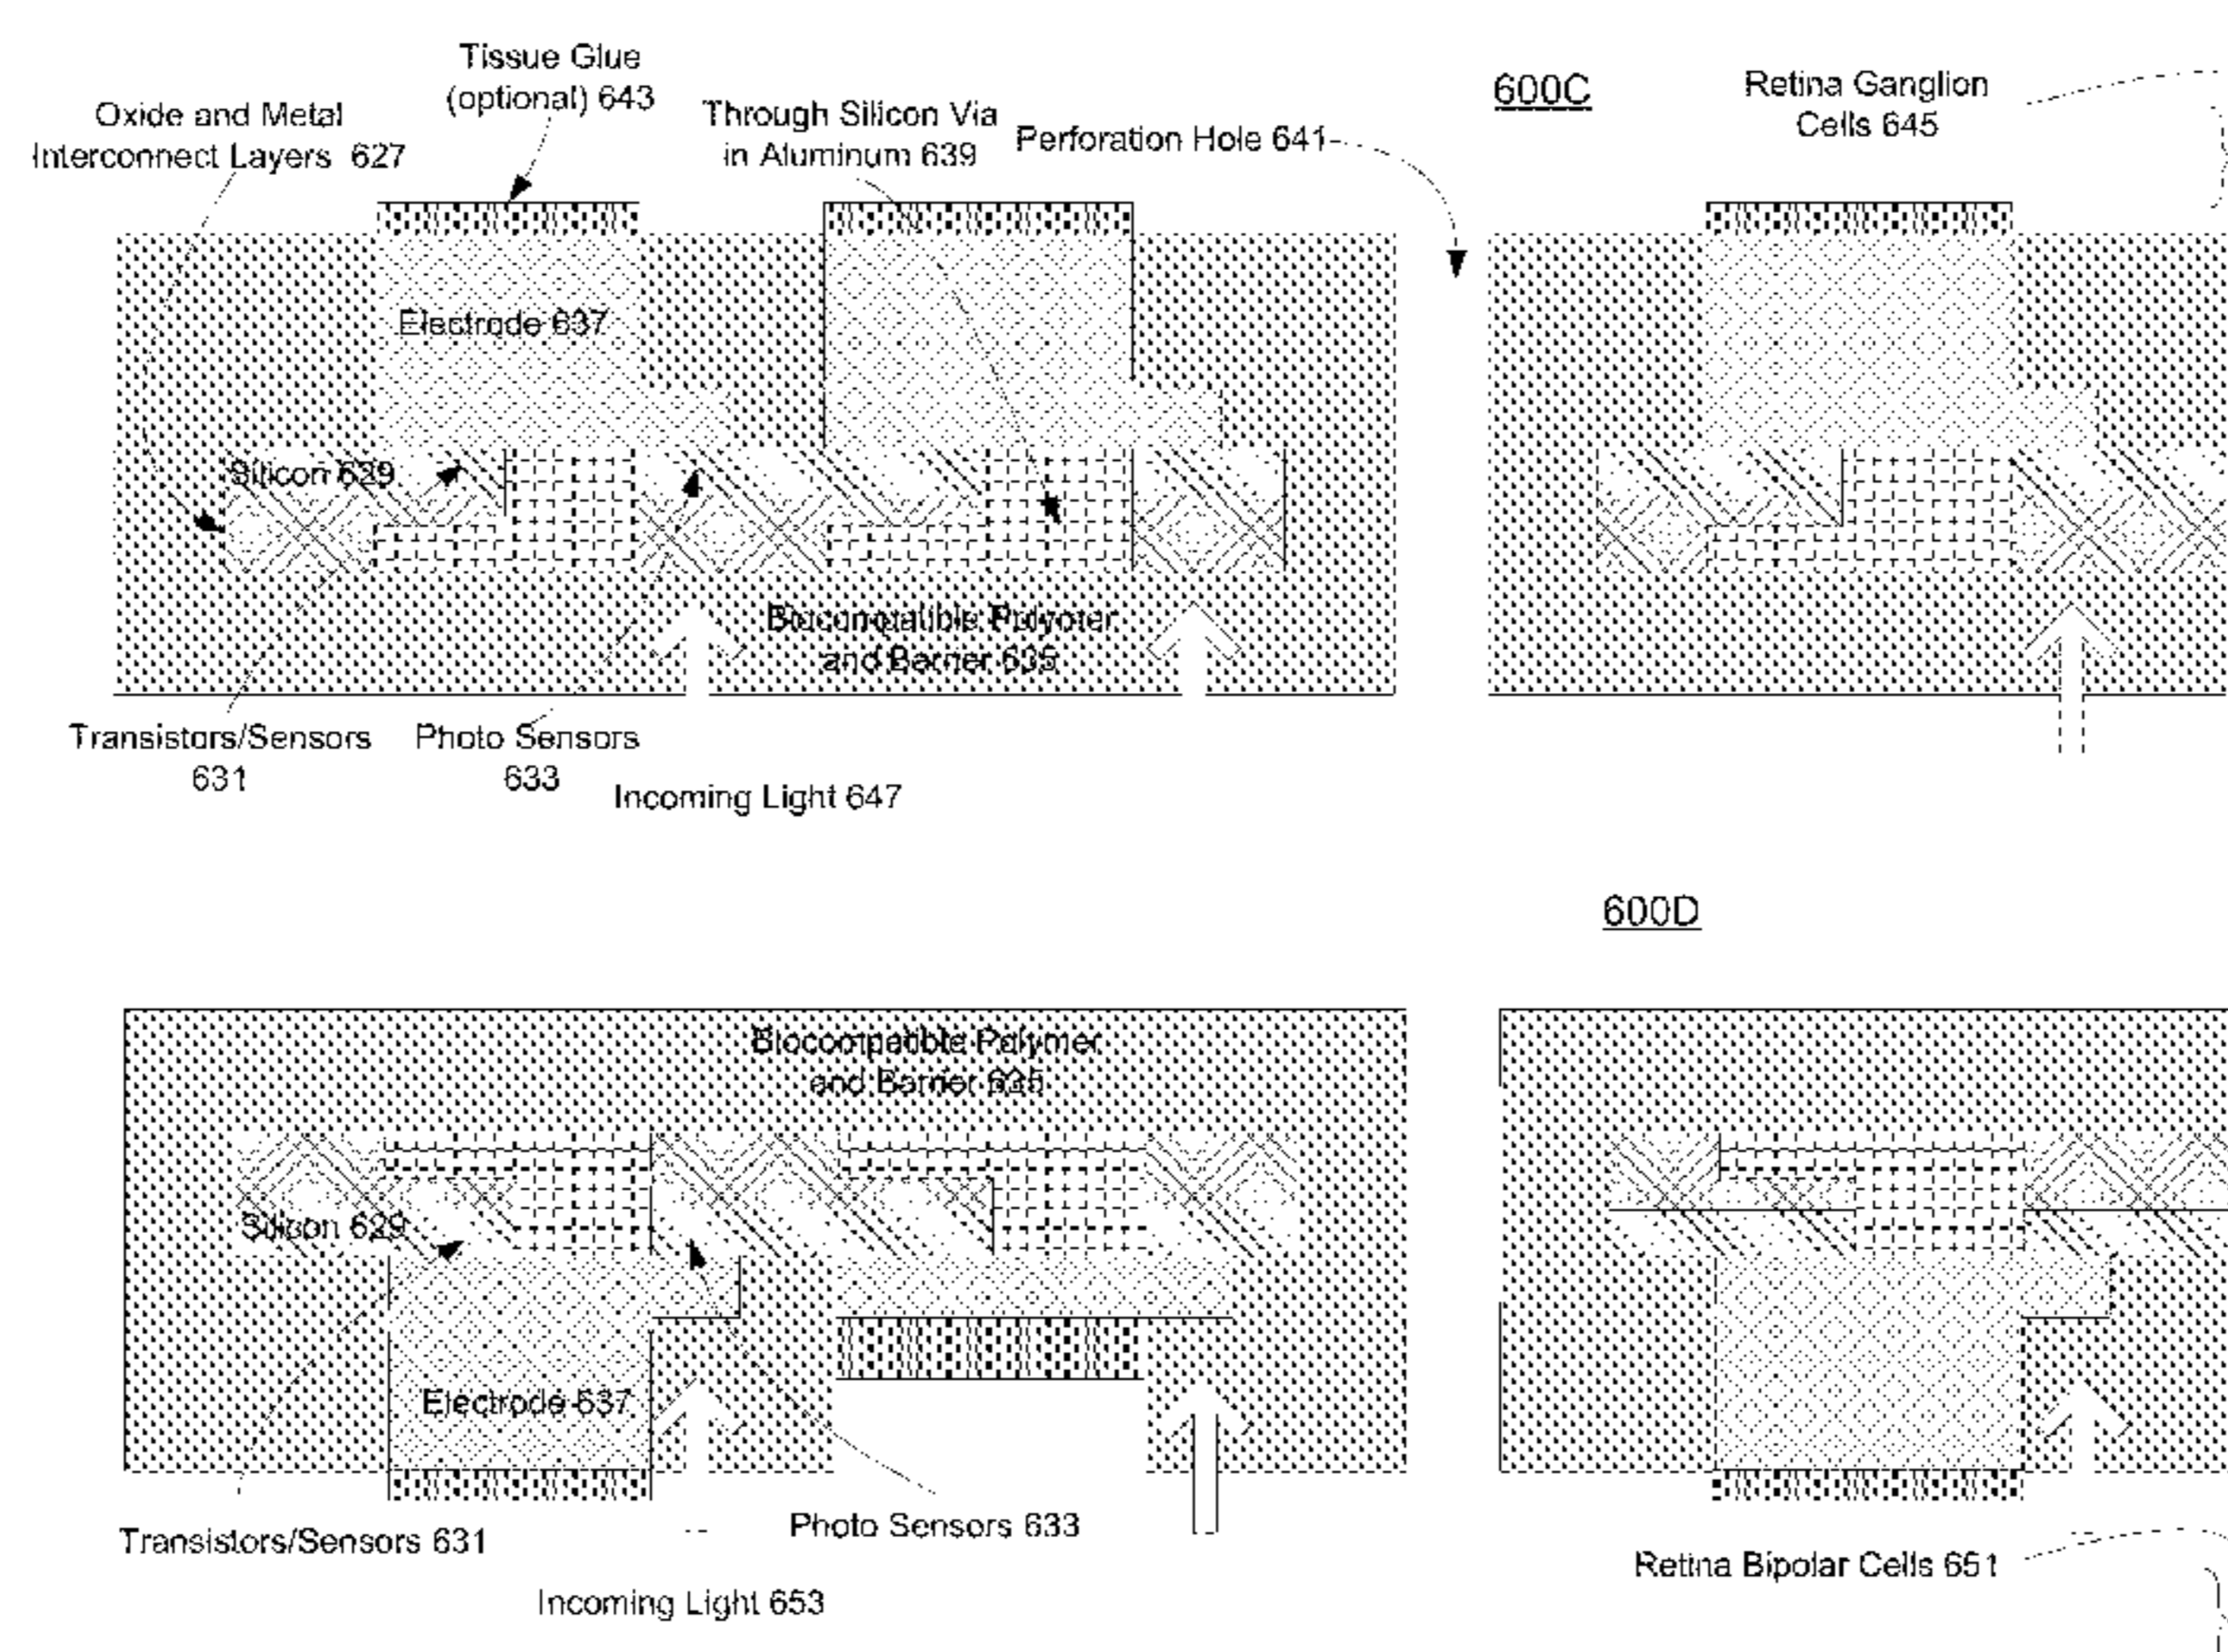 Tissue Glue
(optional) 643
Oxide and Metal
Interconnect Layers 627
Through Silicon Via
in Aluminum 639
Perforation Hole 641
600C
Retina Ganglion
Cells 645
Electrode 637
Silicon 629
Biocompatible Polymer
and Barrier 635
Transistors/Sensors
631
Photo Sensors
633
Incoming Light 647
600D
Biocompatible Polymer
and Barrier 635
Silicon 629
Electrode 637
Transistors/Sensors 631
Photo Sensors 633
Incoming Light 653
Retina Bipolar Cells 651